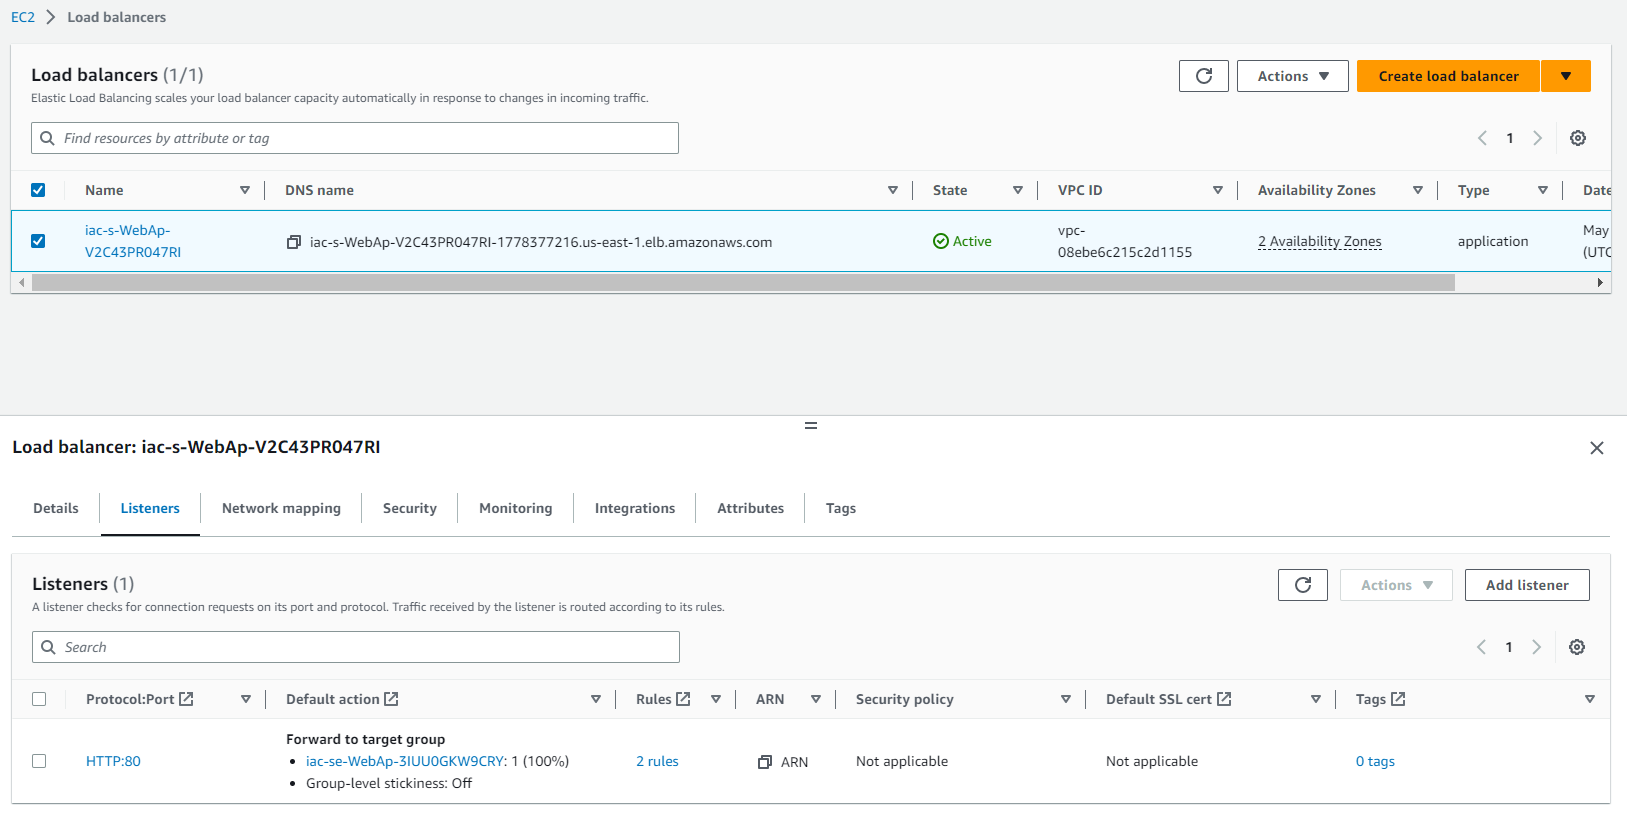 EC2 Load balancers
Load balancers (1/1)
Elastic Load Balancing scales your load balancer capacity automatically in response to changes in incoming traffic.
Actions
Create load balancer
Find resources by attribute or tag
1
Name DNS name State VPC ID Availability Zones Type Date
iac-s-WebAp-
V2C43PR047RI
iac-s-WebAp-V2C43PR047RI-1778377216.us-east-1.elb.amazonaws.com
Active
vpc-
08ebe6c215c2d1155
2 Availability Zones
application
May
(UTC
Load balancer: iac-s-WebAp-V2C43PR047RI
Details Listeners Network mapping Security Monitoring Integrations Attributes Tags
Listeners (1)
A listener checks for connection requests on its port and protocol. Traffic received by the listener is routed according to its rules.
Actions
Add listener
Search
1
Protocol:Port Default action Rules ARN Security policy Default SSL cert Tags
HTTP:80
Forward to target group
• iac-se-WebAp-3IUU0GKW9CRY: 1 (100%)
• Group-level stickiness: Off
2 rules
ARN
Not applicable
Not applicable
0 tags